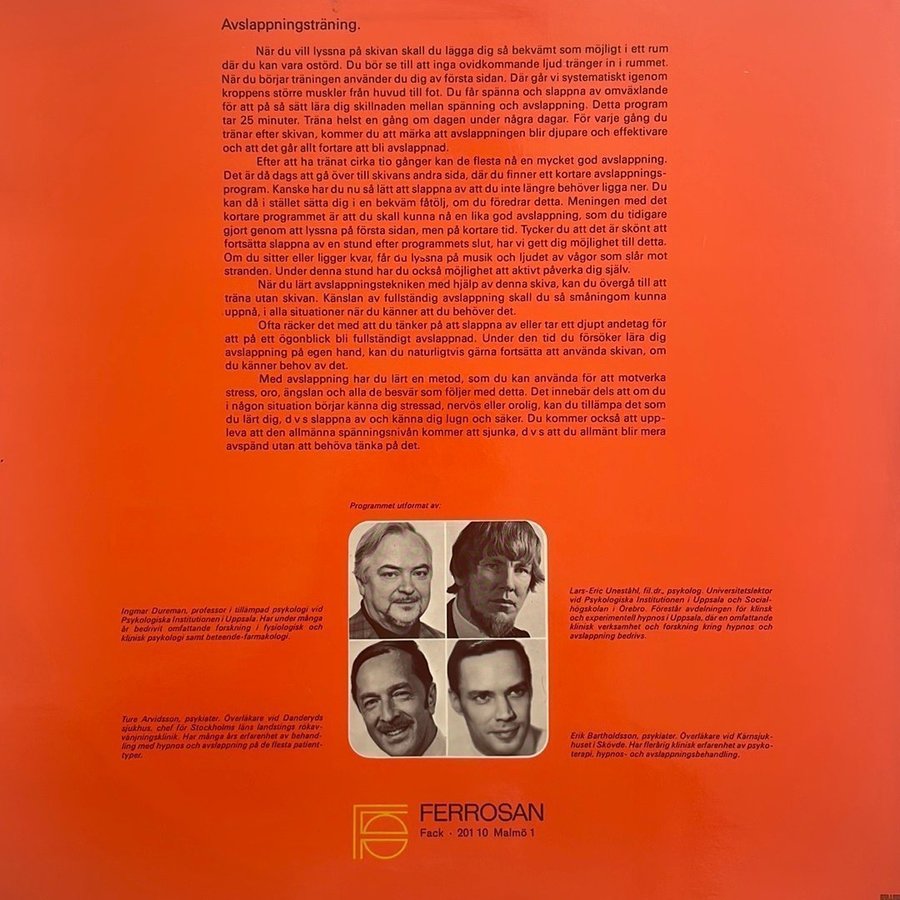 Avslappningsträning.
När du vill lyssna på skivan skall du lägga dig så bekvämt som möjligt i ett rum
där du kan vara ostörd. Du bör se till att inga ovidkommande ljud tränger in i rummet.
När du börjar träningen använder du dig av första sidan. Där går vi systematiskt igenom
kroppens större muskler från huvud till fot. Du får spänna och slappna av omväxlande
för att på så sätt lära dig skillnaden mellan spänning och avslappning. Detta program
tar 25 minuter. Träna helst en gång om dagen under några dagar. För varje gång du
tränar efter skivan, kommer du att märka att avslappningen blir djupare och effektivare
och att det går allt fortare att bli avslappnad.
Efter att ha tränat cirka tio gånger kan de flesta nå en mycket god avslappning.
Det är då dags att gå över till skivans andra sida, där du finner ett kortare avslappnings-
program. Kanske har du nu så lätt att slappna av att du inte längre behöver ligga ner. Du
kan då i stället sätta dig i en bekväm fåtölj, om du föredrar detta. Meningen med det
kortare programmet är att du skall kunna nå en lika god avslappning, som du tidigare
gjort genom att lyssna på första sidan, men på kortare tid. Tycker du att det är skönt att
fortsätta slappna av en stund efter programmets slut, har vi gett dig möjlighet till detta.
Om du sitter eller ligger kvar, får du lyssna på musik och ljudet av vågor som slår mot
stranden. Under denna stund har du också möjlighet att aktivt påverka dig själv.
När du lärt avslappningstekniken med hjälp av denna skiva, kan du övergå till att
träna utan skivan. Känslan av fullständig avslappning skall du så småningom kunna
uppnå, i alla situationer när du känner att du behöver det.
Ofta räcker det med att du tänker på att slappna av eller tar ett djupt andetag för
att på ett ögonblick bli fullständigt avslappnad. Under den tid du försöker lära dig
avslappning på egen hand, kan du naturligtvis gärna fortsätta att använda skivan, om
du känner behov av det.
Med avslappning har du lärt en metod, som du kan använda för att motverka
stress, oro, ängslan och alla de besvär som följer med detta. Det innebär dels att om du
i någon situation börjar känna dig stressad, nervös eller orolig, kan du tillämpa det som
du lärt dig, d v s slappna av och känna dig lugn och säker. Du kommer också att upp-
leva att den allmänna spänningsnivån kommer att sjunka, d v s att du allmänt blir mera
avspänd utan att behöva tänka på det.
Programmet utformat av:
Ingmar Dureman, professor i tillämpad psykologi vid
Psykologiska Institutionen i Uppsala. Har under många
år bedrivit omfattande forskning i fysiologisk och
klinisk psykologi samt beteende-farmakologi.
Lars-Eric Uneståhl, fil.dr., psykolog. Universitetslektor
vid Psykologiska Institutionen i Uppsala och Social-
högskolan i Örebro. Förestår avdelningen för klinsk
och experimentell hypnos i Uppsala, där en omfattande
klinisk verksamhet och forskning kring hypnos och
avslappning bedrivs.
Ture Arvidsson, psykiater. Överläkare vid Danderyds
sjukhus, chef för Stockholms läns landstings rökav-
vänjningsklinik. Har många års erfarenhet av behand-
ling med hypnos och avslappning på de flesta patient-
typer.
Erik Bartholdsson, psykiater. Överläkare vid Kärnsjuk-
huset i Skövde. Har flerårig klinisk erfarenhet av psyko-
terapi, hypnos- och avslappningsbehandling.
FERROSAN
Fack · 201 10 Malmö 1